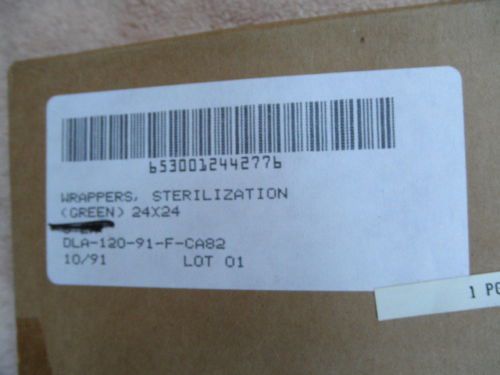 6530012442776
WRAPPERS, STERILIZATION
(GREEN) 24X24
DLA-120-91-F-CA82
10/91 LOT 01
1 PG